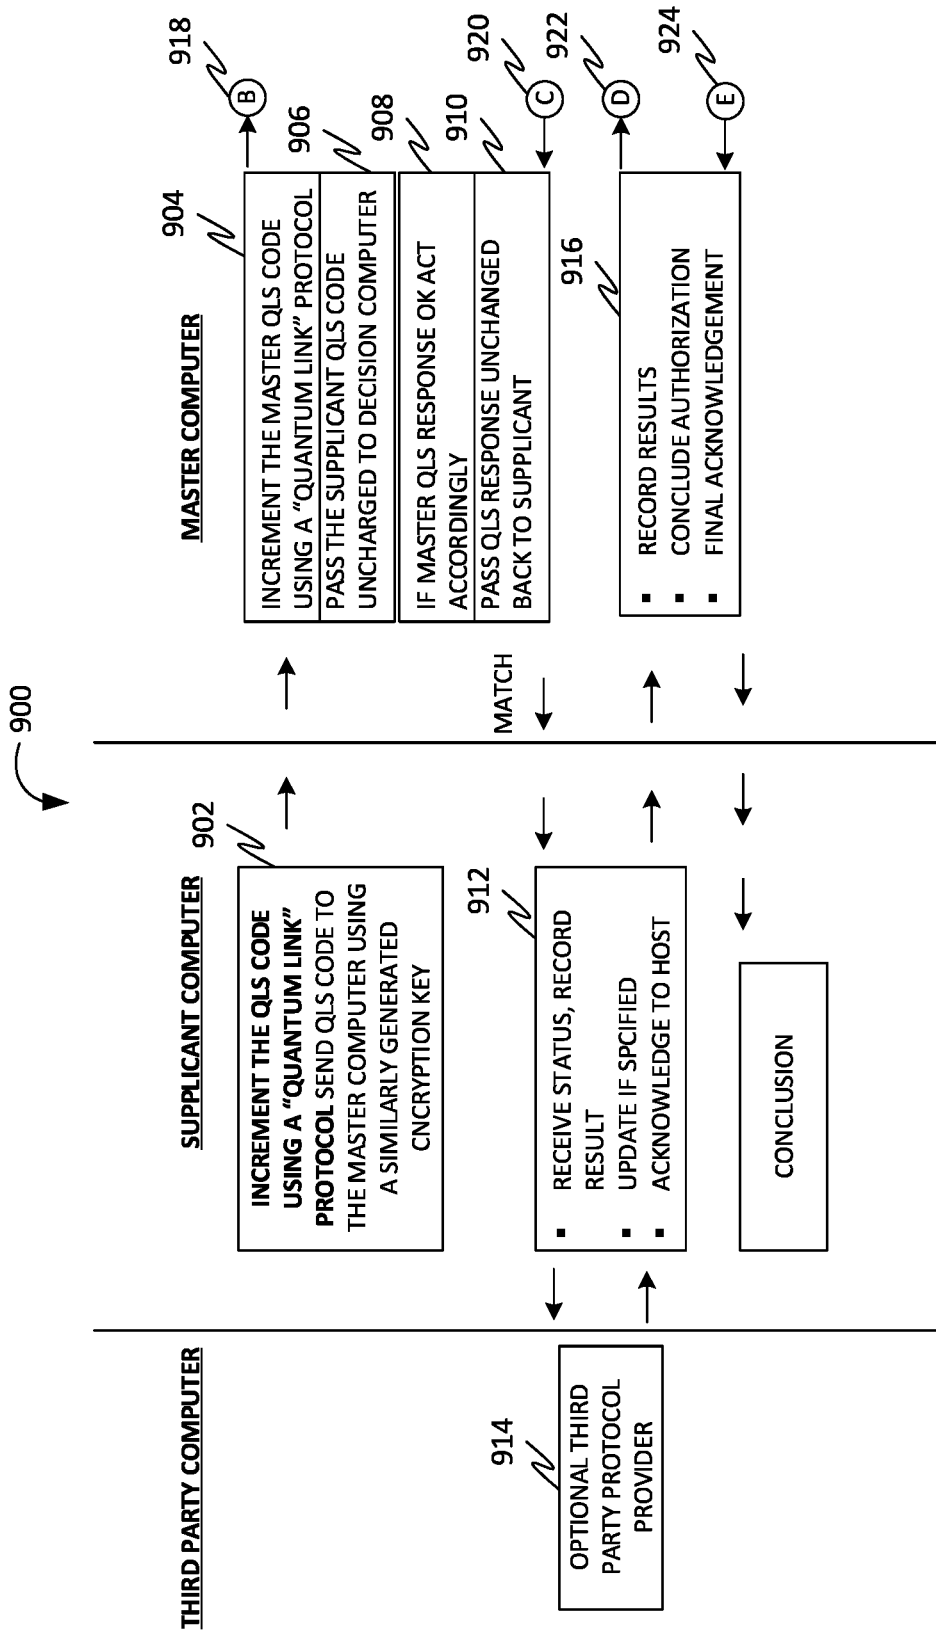 900
THIRD PARTY COMPUTER
SUPPLICANT COMPUTER
MASTER COMPUTER
902
INCREMENT THE QLS CODE
USING A "QUANTUM LINK"
PROTOCOL SEND QLS CODE TO
THE MASTER COMPUTER USING
A SIMILARLY GENERATED
CNCRYPTION KEY
904
INCREMENT THE MASTER QLS CODE
USING A "QUANTUM LINK" PROTOCOL
918
B
906
PASS THE SUPPLICANT QLS CODE
UNCHARGED TO DECISION COMPUTER
908
IF MASTER QLS RESPONSE OK ACT
ACCORDINGLY
910
PASS QLS RESPONSE UNCHANGED
BACK TO SUPPLICANT
920
C
MATCH
912
▪ RECEIVE STATUS, RECORD
RESULT
▪ UPDATE IF SPCIFIED
▪ ACKNOWLEDGE TO HOST
914
OPTIONAL THIRD
PARTY PROTOCOL
PROVIDER
922
D
916
▪ RECORD RESULTS
▪ CONCLUDE AUTHORIZATION
▪ FINAL ACKNOWLEDGEMENT
924
E
CONCLUSION